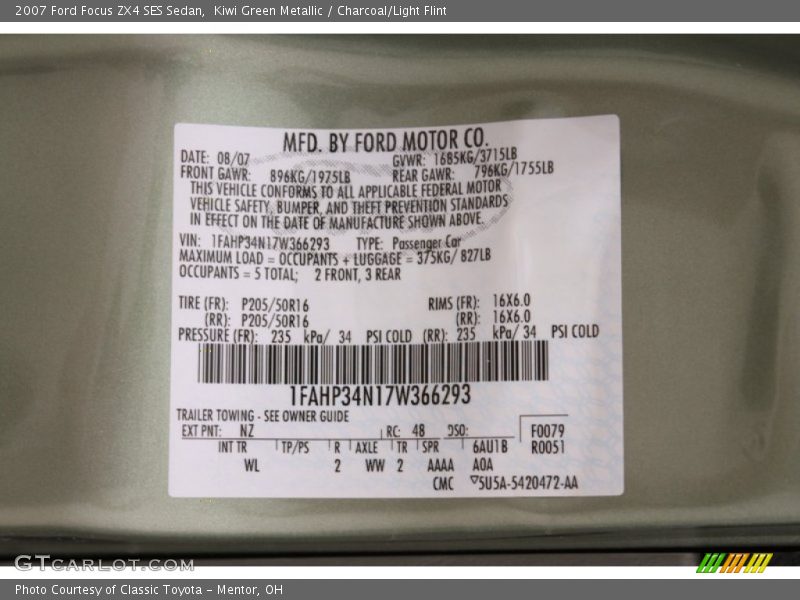 2007 Ford Focus ZX4 SES Sedan, Kiwi Green Metallic / Charcoal/Light Flint
MFD. BY FORD MOTOR CO.
DATE: 08/07 GVWR: 1685KG/3715LB
FRONT GAWR: 896KG/1975LB REAR GAWR: 796KG/1755LB
THIS VEHICLE CONFORMS TO ALL APPLICABLE FEDERAL MOTOR
VEHICLE SAFETY, BUMPER, AND THEFT PREVENTION STANDARDS
IN EFFECT ON THE DATE OF MANUFACTURE SHOWN ABOVE.
VIN: 1FAHP34N17W366293 TYPE: Passenger Car
MAXIMUM LOAD = OCCUPANTS + LUGGAGE = 375KG/ 827LB
OCCUPANTS = 5 TOTAL; 2 FRONT, 3 REAR
TIRE (FR): P205/50R16 RIMS (FR): 16X6.0
(RR): P205/50R16 (RR): 16X6.0
PRESSURE (FR): 235 kPa/ 34 PSI COLD (RR): 235 kPa/ 34 PSI COLD
1FAHP34N17W366293
TRAILER TOWING - SEE OWNER GUIDE
EXT PNT: NZ RC: 48 DSO: F0079
INT TR TP/PS R AXLE TR SPR 6AU1B R0051
WL 2 WW 2 AAAA A0A
CMC ▽5U5A-5420472-AA
GTCARLOT.COM
Photo Courtesy of Classic Toyota - Mentor, OH